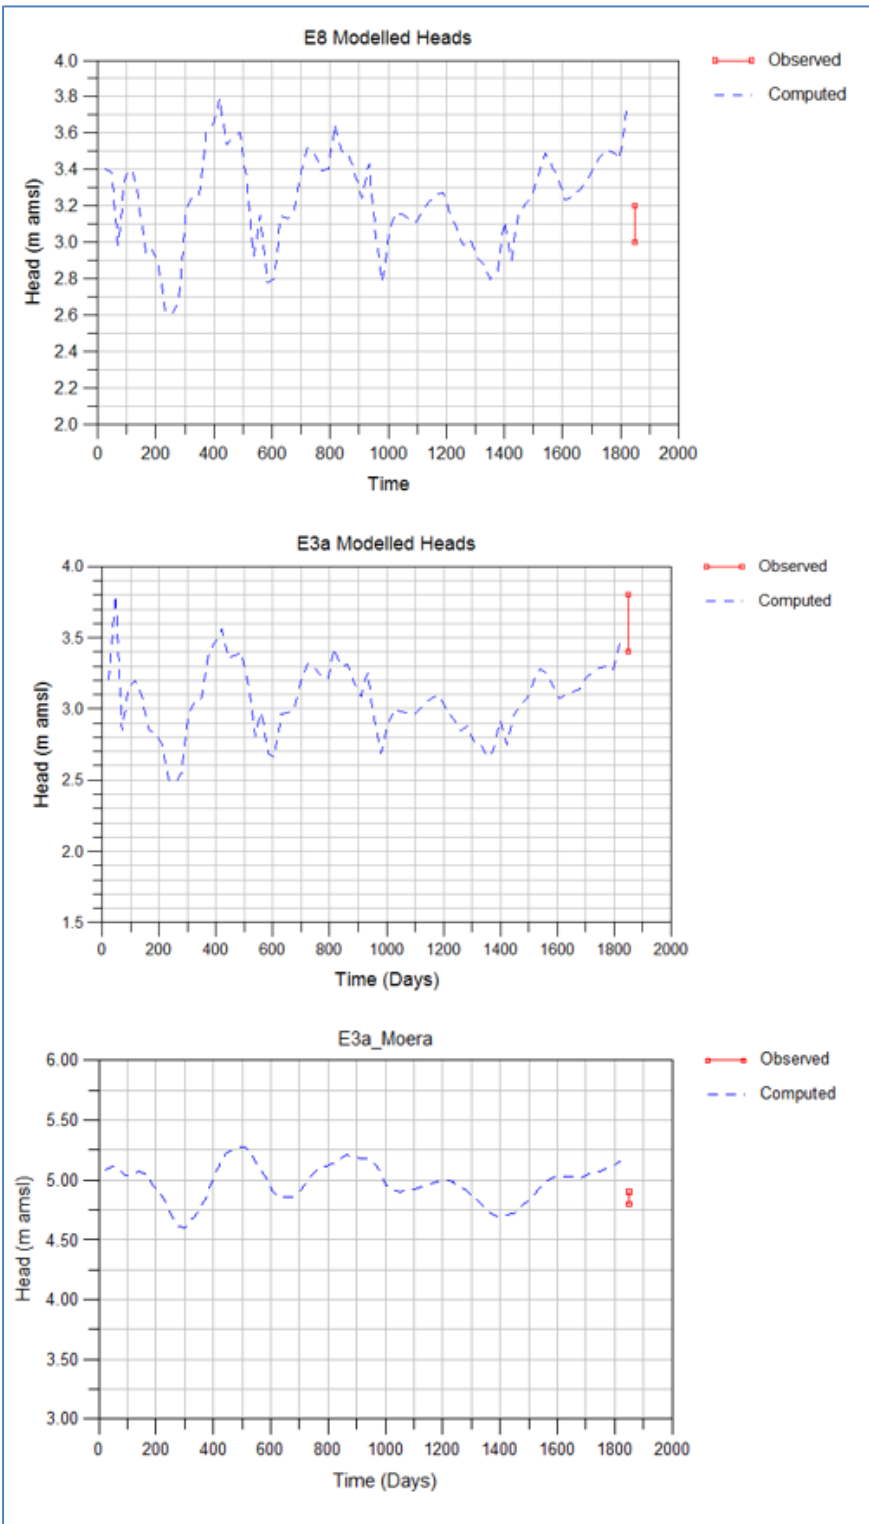 E8 Modelled Heads
Observed
Computed
Head (m amsl)
4.0
3.8
3.6
3.4
3.2
3.0
2.8
2.6
2.4
2.2
2.0
0 200 400 600 800 1000 1200 1400 1600 1800 2000
Time
E3a Modelled Heads
Observed
Computed
Head (m amsl)
4.0
3.5
3.0
2.5
2.0
1.5
0 200 400 600 800 1000 1200 1400 1600 1800 2000
Time (Days)
E3a_Moera
Observed
Computed
Head (m amsl)
6.00
5.50
5.00
4.50
4.00
3.50
3.00
0 200 400 600 800 1000 1200 1400 1600 1800 2000
Time (Days)